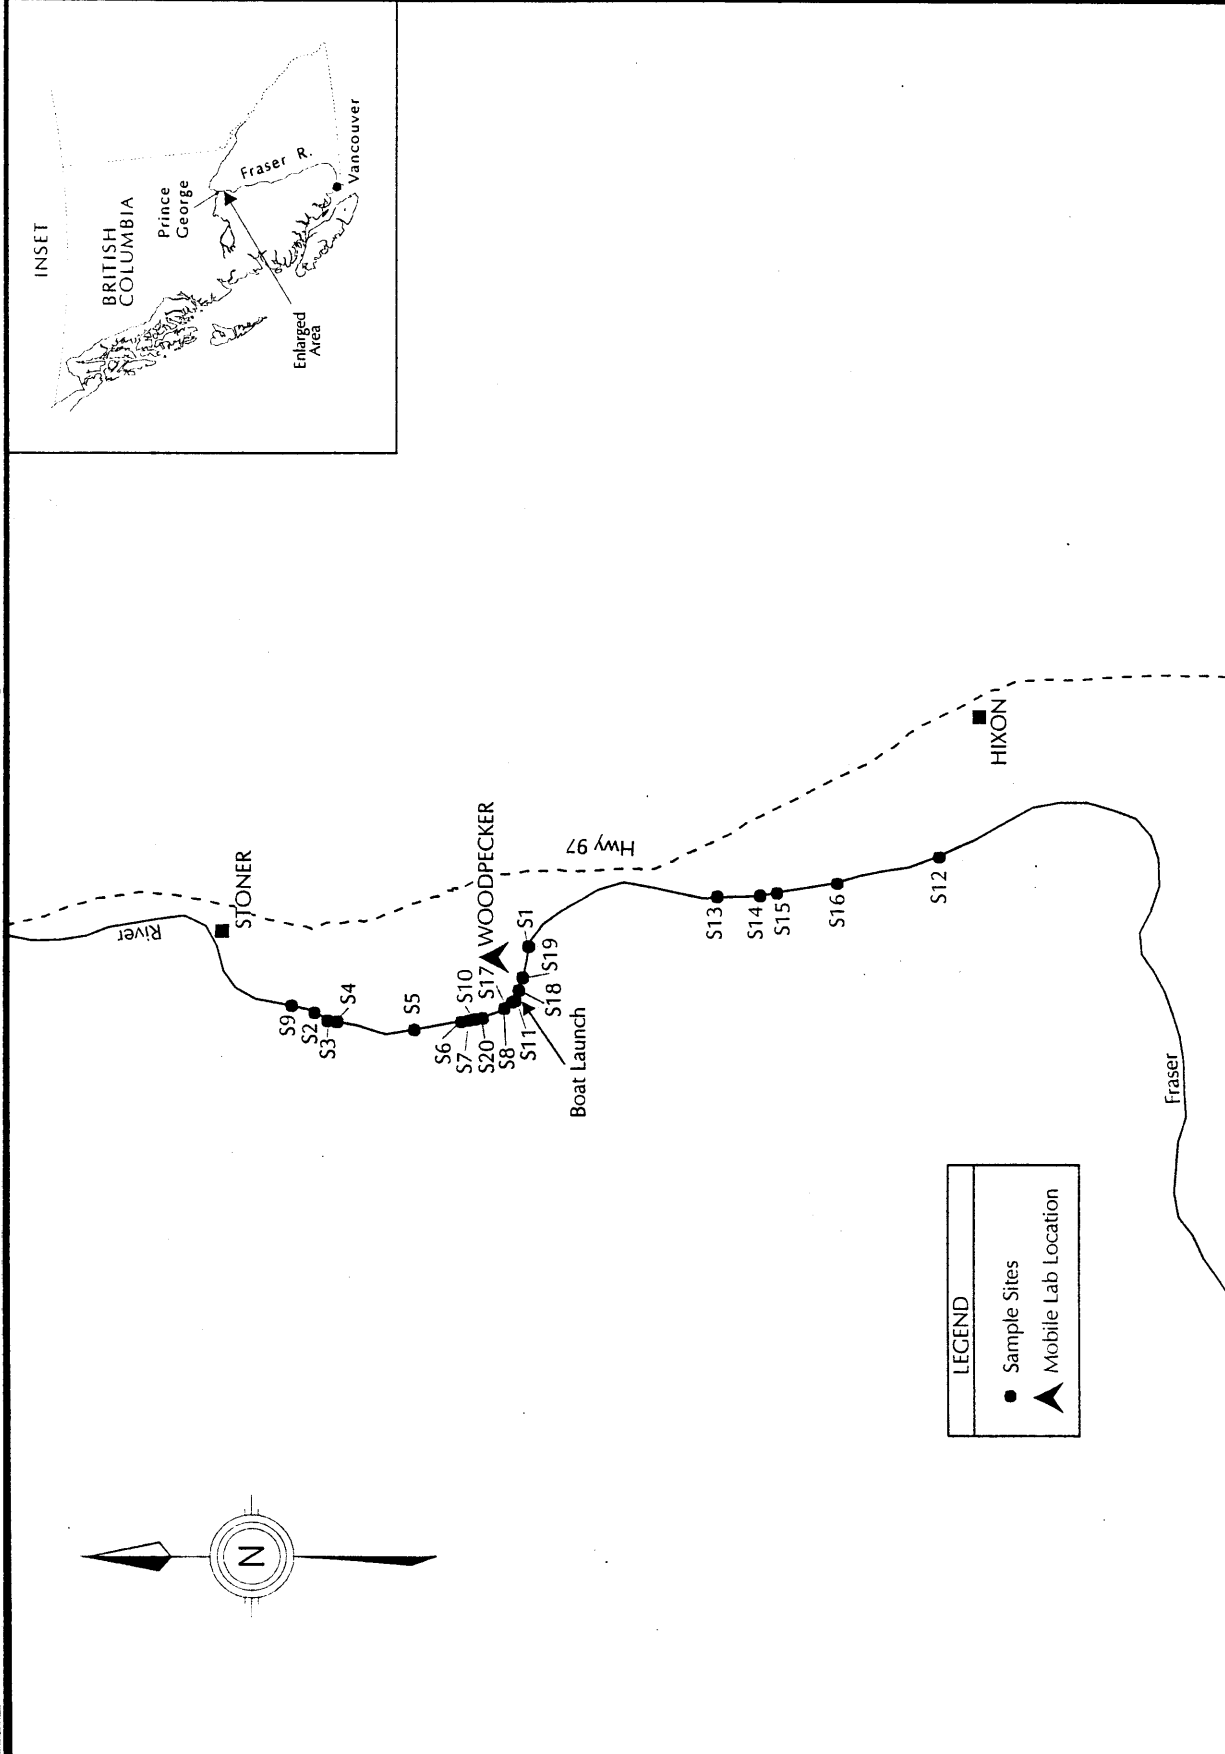 INSET
BRITISH
COLUMBIA
Prince
George
Fraser R.
Vancouver
Enlarged
Area
River
STONER
S9
S2
S3
S4
S5
S6
S7
S10
S20
S17
S8
S11
S18
S19
S1
WOODPECKER
Boat Launch
Hwy 97
S13
S14
S15
S16
S12
HIXON
Fraser
LEGEND
Sample Sites
Mobile Lab Location
N